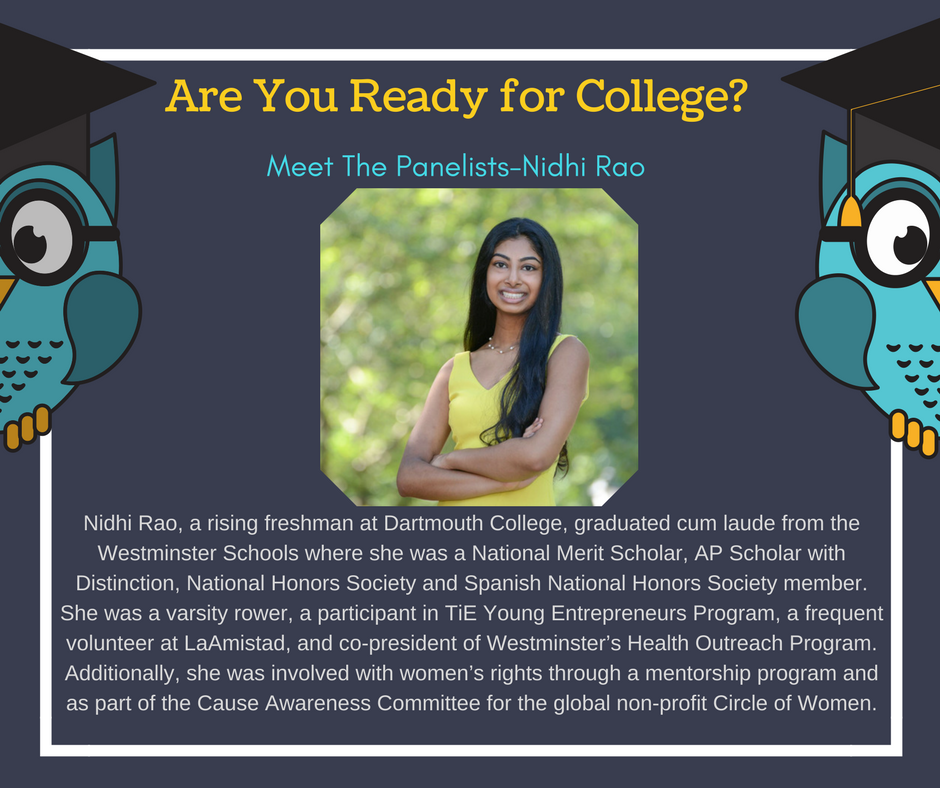 Are You Ready for College?
Meet The Panelists-Nidhi Rao
Nidhi Rao, a rising freshman at Dartmouth College, graduated cum laude from the
Westminster Schools where she was a National Merit Scholar, AP Scholar with
Distinction, National Honors Society and Spanish National Honors Society member.
She was a varsity rower, a participant in TiE Young Entrepreneurs Program, a frequent
volunteer at LaAmistad, and co-president of Westminster’s Health Outreach Program.
Additionally, she was involved with women’s rights through a mentorship program and
as part of the Cause Awareness Committee for the global non-profit Circle of Women.